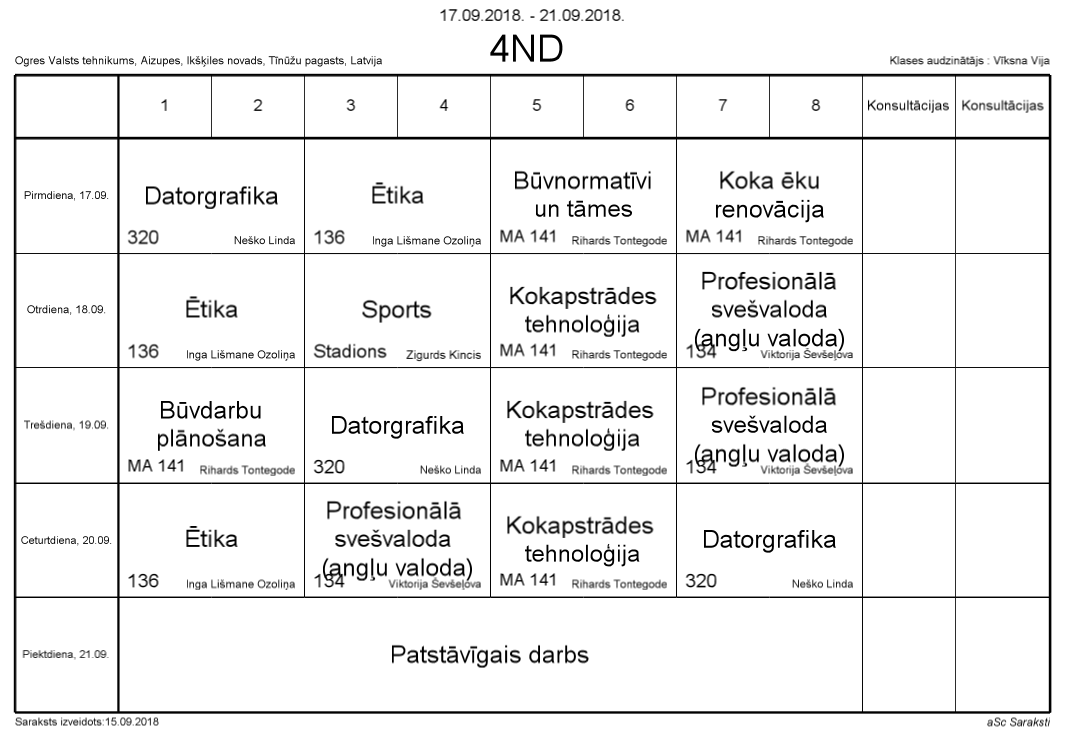 17.09.2018. - 21.09.2018.
4ND
Ogres Valsts tehnikums, Aizupes, Ikšķiles novads, Tīnūžu pagasts, Latvija
Klases audzinātājs : Vīksna Vija
1 2 3 4 5 6 7 8 Konsultācijas Konsultācijas
Pirmdiena, 17.09.
Datorgrafika
320 Neško Linda
Ētika
136 Inga Lišmane Ozoliņa
Būvnormatīvi
un tāmes
MA 141 Rihards Tontegode
Koka ēku
renovācija
MA 141 Rihards Tontegode
Otrdiena, 18.09.
Ētika
136 Inga Lišmane Ozoliņa
Sports
Stadions Zigurds Kincis
Kokapstrādes
tehnoloģija
MA 141 Rihards Tontegode
Profesionālā
svešvaloda
(angļu valoda)
134 Viktorija Ševšeļova
Trešdiena, 19.09.
Būvdarbu
plānošana
MA 141 Rihards Tontegode
Datorgrafika
320 Neško Linda
Kokapstrādes
tehnoloģija
MA 141 Rihards Tontegode
Profesionālā
svešvaloda
(angļu valoda)
134 Viktorija Ševšeļova
Ceturtdiena, 20.09.
Ētika
136 Inga Lišmane Ozoliņa
Profesionālā
svešvaloda
(angļu valoda)
134 Viktorija Ševšeļova
Kokapstrādes
tehnoloģija
MA 141 Rihards Tontegode
Datorgrafika
320 Neško Linda
Piektdiena, 21.09.
Patstāvīgais darbs
Saraksts izveidots:15.09.2018
aSc Saraksti